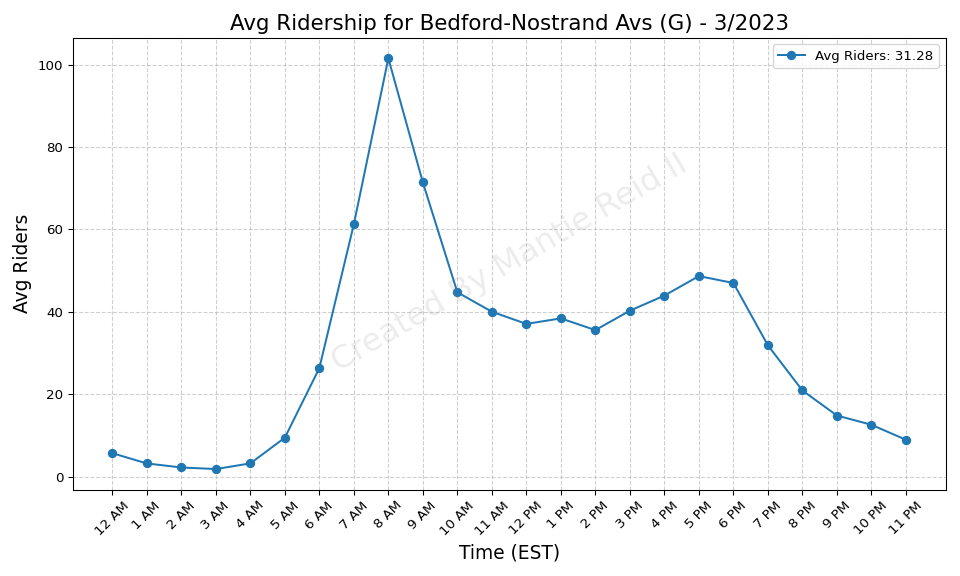 Avg Ridership for Bedford-Nostrand Avs (G) - 3/2023
Avg Riders: 31.28
100
80
60
40
20
0
Avg Riders
Created By Mantie Reid II
12 AM
1 AM
2 AM
3 AM
4 AM
5 AM
6 AM
7 AM
8 AM
9 AM
10 AM
11 AM
12 PM
1 PM
2 PM
3 PM
4 PM
5 PM
6 PM
7 PM
8 PM
9 PM
10 PM
11 PM
Time (EST)